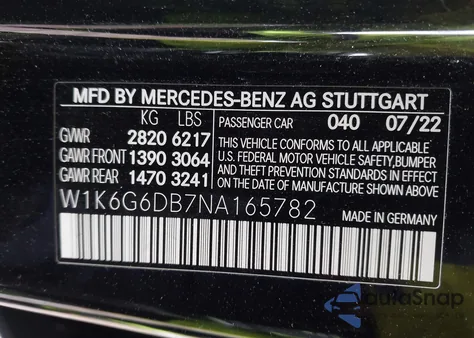 MFD BY MERCEDES-BENZ AG STUTTGART
KG LBS PASSENGER CAR 040 07/22
GVWR 2820 6217
GAWR FRONT 1390 3064
GAWR REAR 1470 3241
THIS VEHICLE CONFORMS TO ALL APPLICABLE
U.S. FEDERAL MOTOR VEHICLE SAFETY,BUMPER
AND THEFT PREVENTION STANDARDS IN EFFECT
ON THE DATE OF MANUFACTURE SHOWN ABOVE.
W1K6G6DB7NA165782
MADE IN GERMANY
AutaSnap